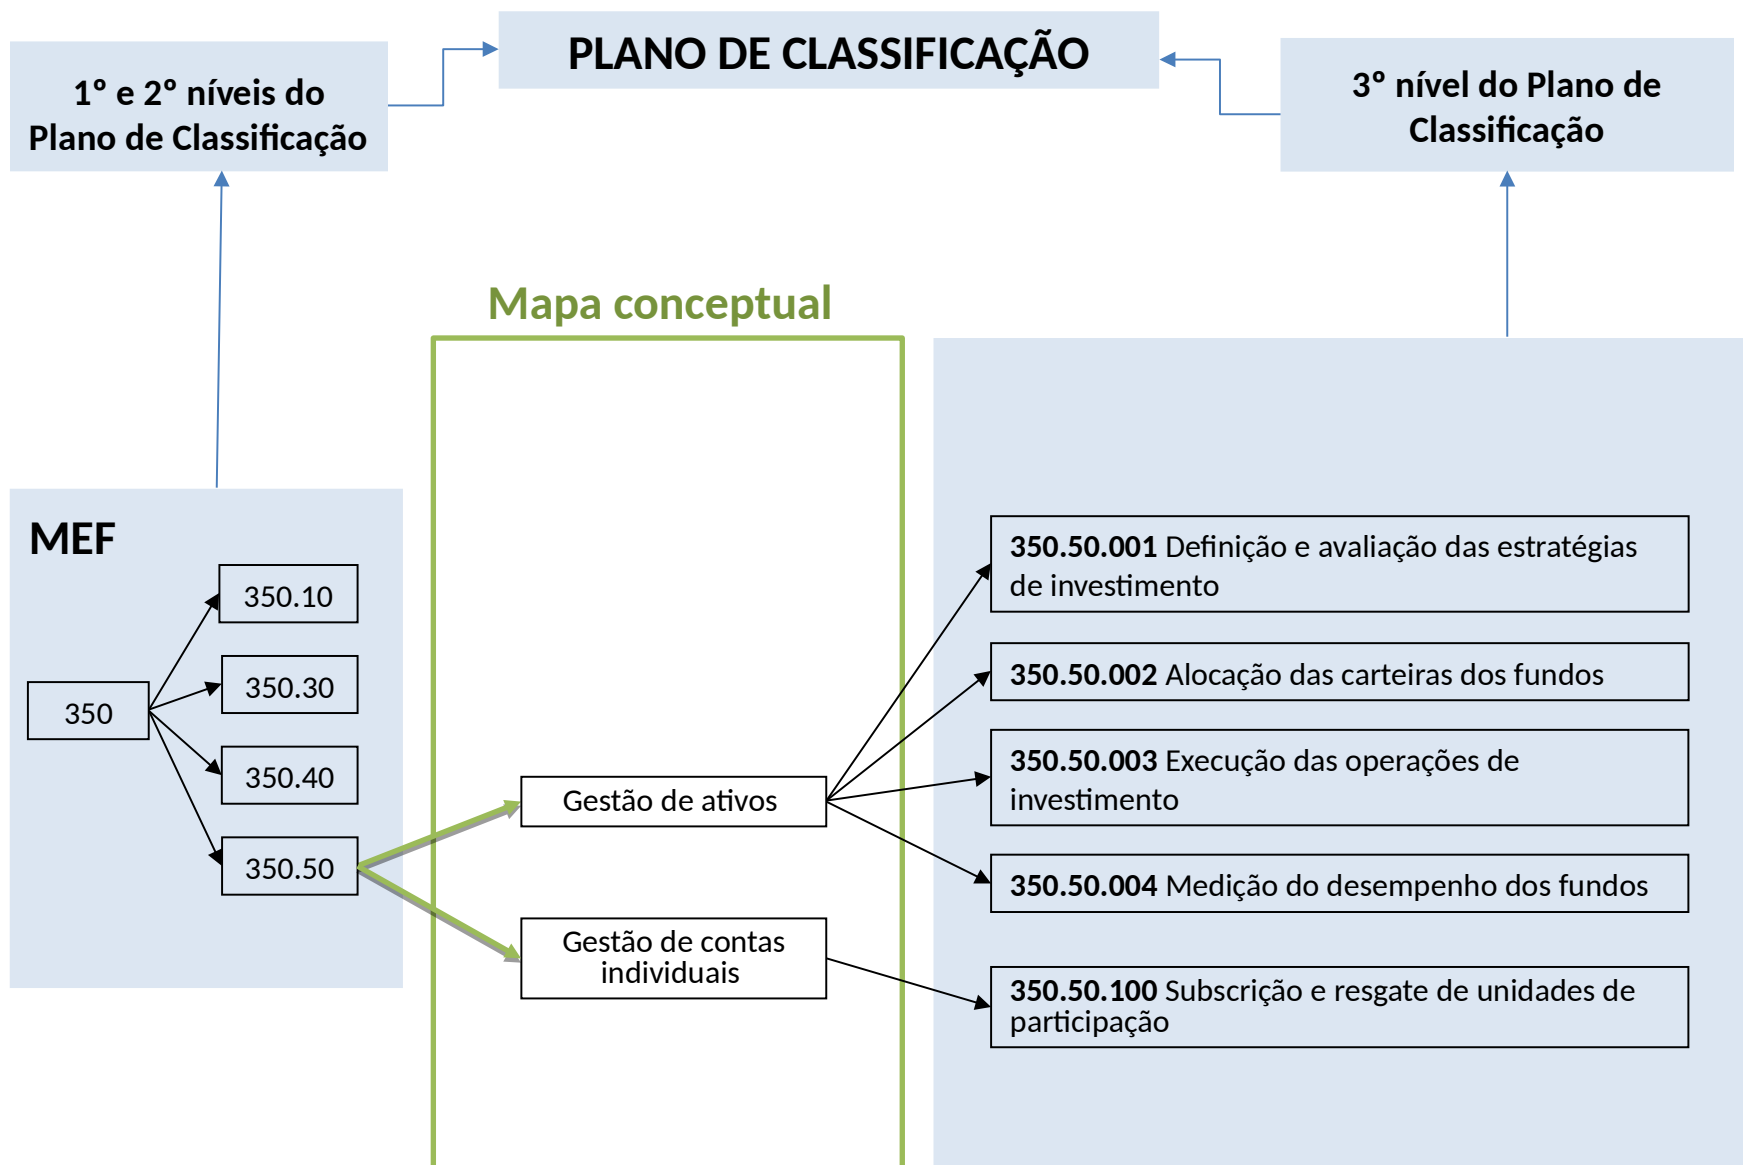 PLANO DE CLASSIFICAÇÃO
1º e 2º níveis do
Plano de Classificação
3º nível do Plano de
Classificação
Mapa conceptual
MEF
350
350.10
350.30
350.40
350.50
Gestão de ativos
Gestão de contas
individuais
350.50.001 Definição e avaliação das estratégias
de investimento
350.50.002 Alocação das carteiras dos fundos
350.50.003 Execução das operações de
investimento
350.50.004 Medição do desempenho dos fundos
350.50.100 Subscrição e resgate de unidades de
participação